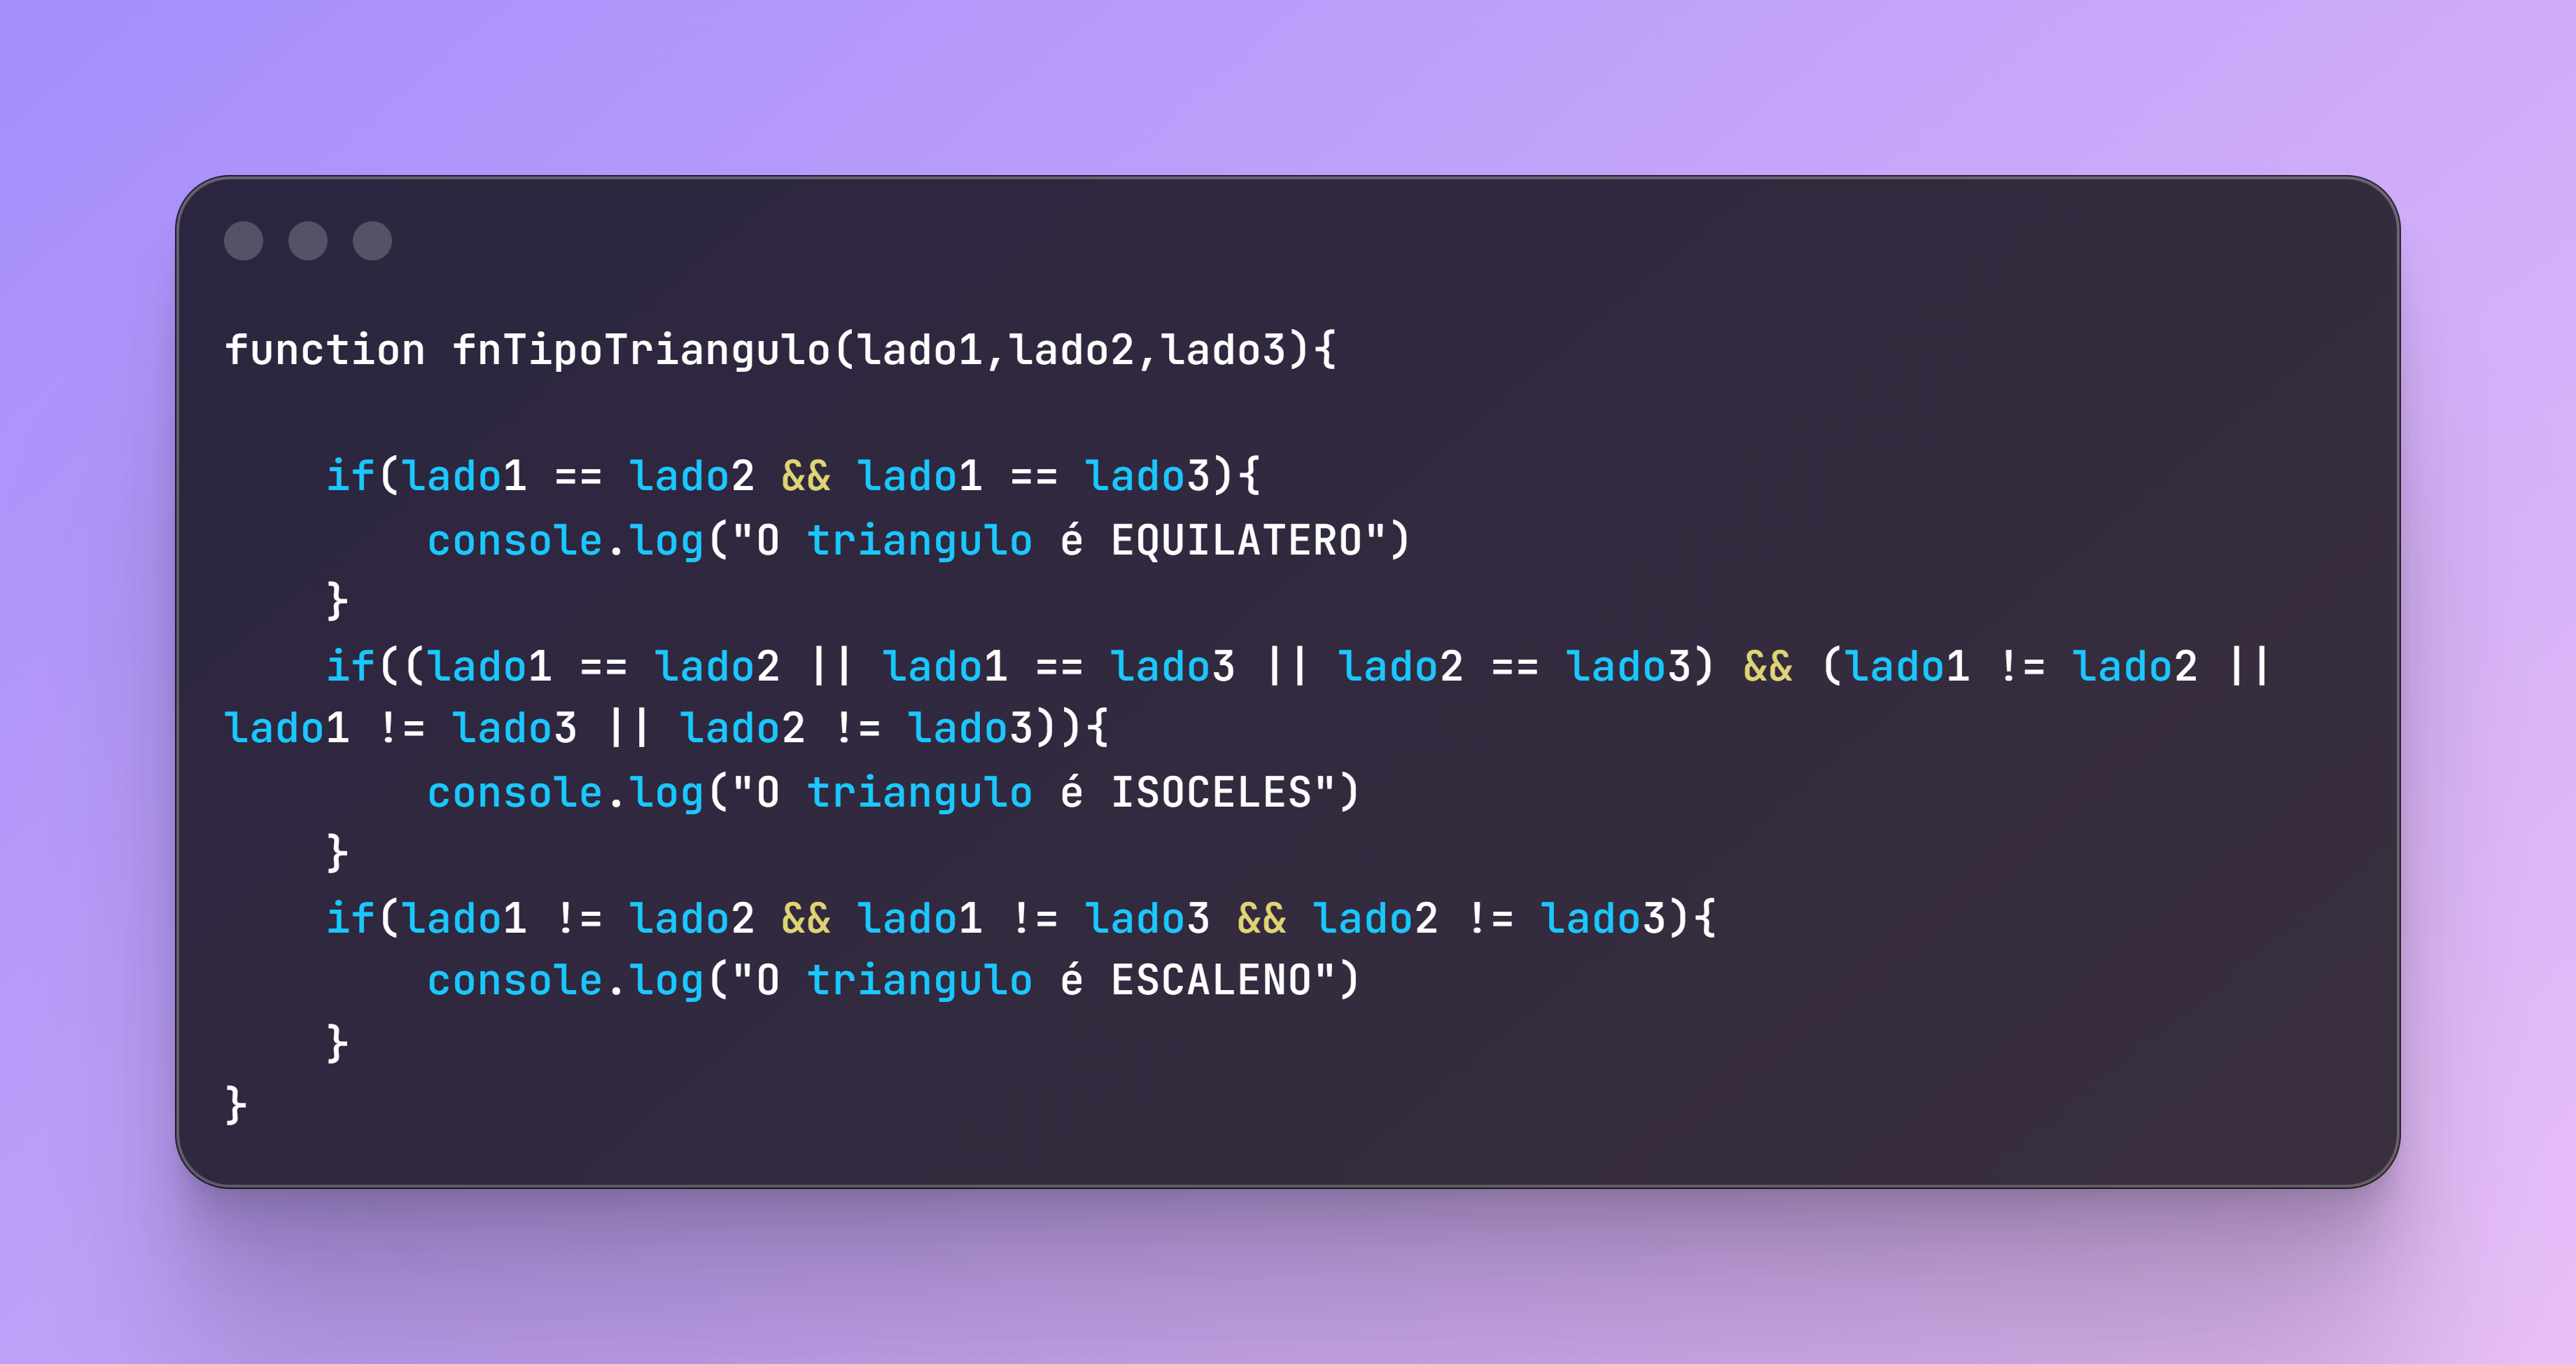 function fnTipoTriangulo(lado1,lado2,lado3){
    if(lado1 == lado2 && lado1 == lado3){
        console.log("O triangulo é EQUILATERO")
    }
    if((lado1 == lado2 || lado1 == lado3 || lado2 == lado3) && (lado1 != lado2 ||
lado1 != lado3 || lado2 != lado3)){
        console.log("O triangulo é ISOCELES")
    }
    if(lado1 != lado2 && lado1 != lado3 && lado2 != lado3){
        console.log("O triangulo é ESCALENO")
    }
}